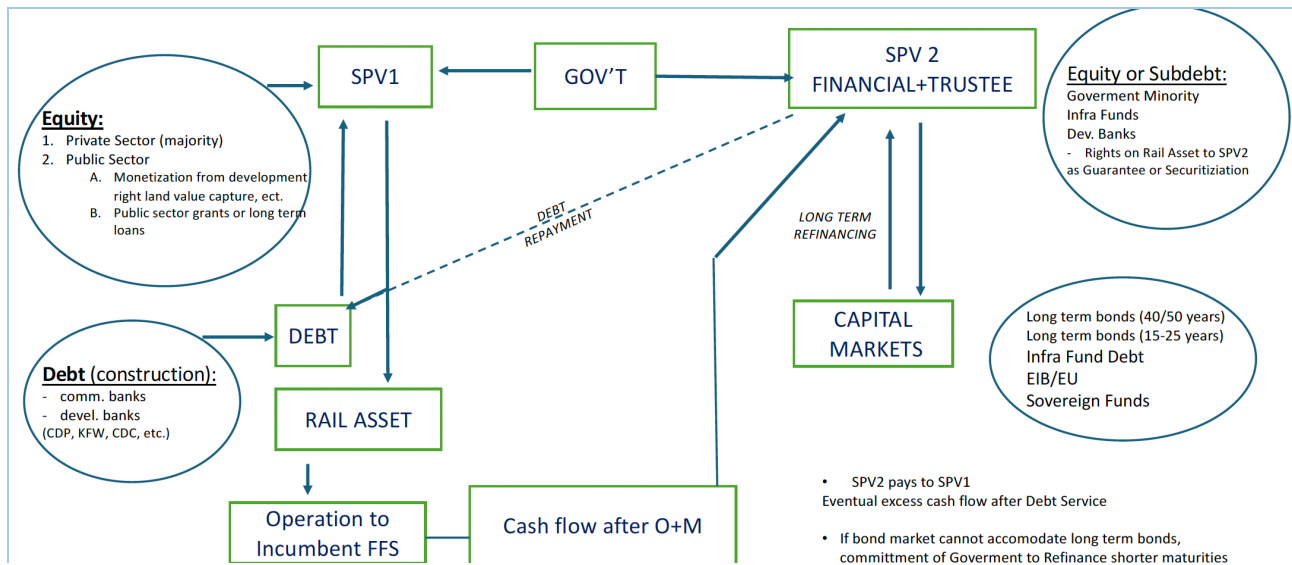 SPV1
GOV'T
SPV 2
FINANCIAL+TRUSTEE
Equity or Subdebt:
Goverment Minority
Infra Funds
Dev. Banks
- Rights on Rail Asset to SPV2
as Guarantee or Securitiziation
Equity:
1. Private Sector (majority)
2. Public Sector
A. Monetization from development
right land value capture, ect.
B. Public sector grants or long term
loans
DEBT
REPAYMENT
LONG TERM
REFINANCING
DEBT
CAPITAL
MARKETS
Long term bonds (40/50 years)
Long term bonds (15-25 years)
Infra Fund Debt
EIB/EU
Sovereign Funds
Debt (construction):
- comm. banks
- devel. banks
(CDP, KFW, CDC, etc.)
RAIL ASSET
Operation to
Incumbent FFS
Cash flow after O+M
• SPV2 pays to SPV1
Eventual excess cash flow after Debt Service
• If bond market cannot accomodate long term bonds,
committment of Goverment to Refinance shorter maturities